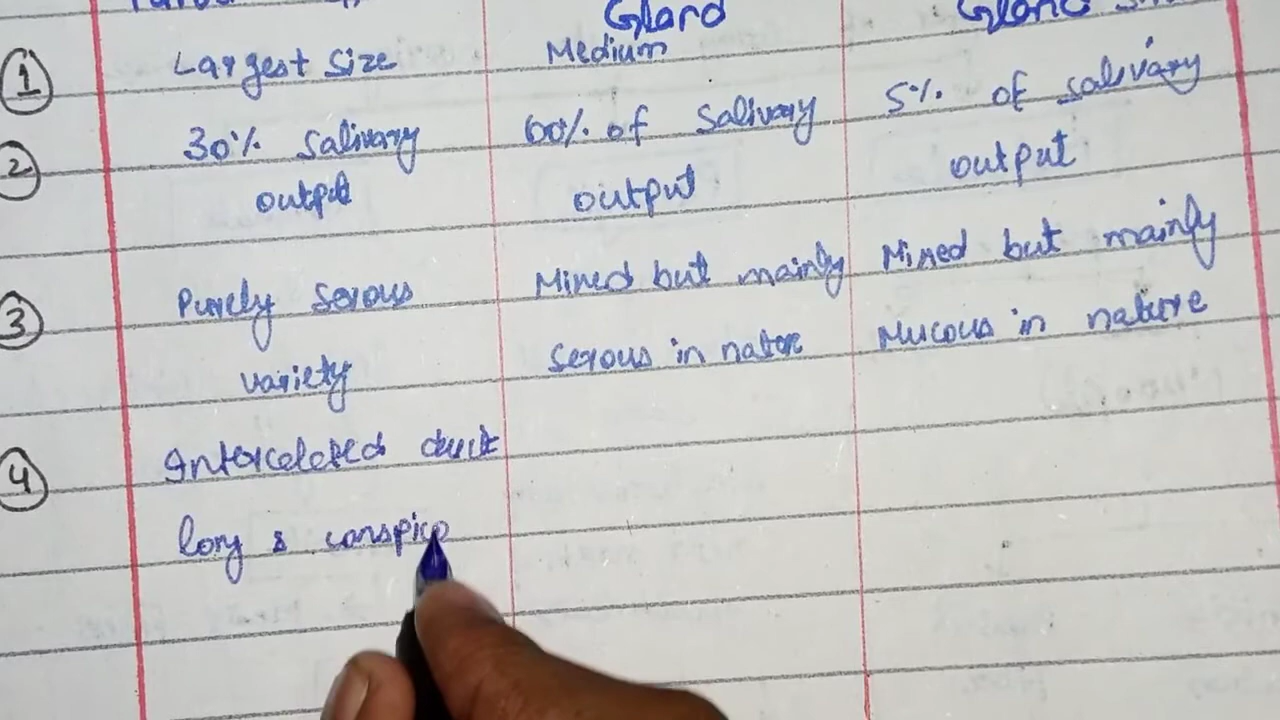 Gland
① Largest size Medium
5% of salivary
② 30% salivary 60% of salivary
output output output
③ Purely serous Mixed but mainly Mixed but mainly
variety serous in nature Mucous in nature
④ duct
long & conspic